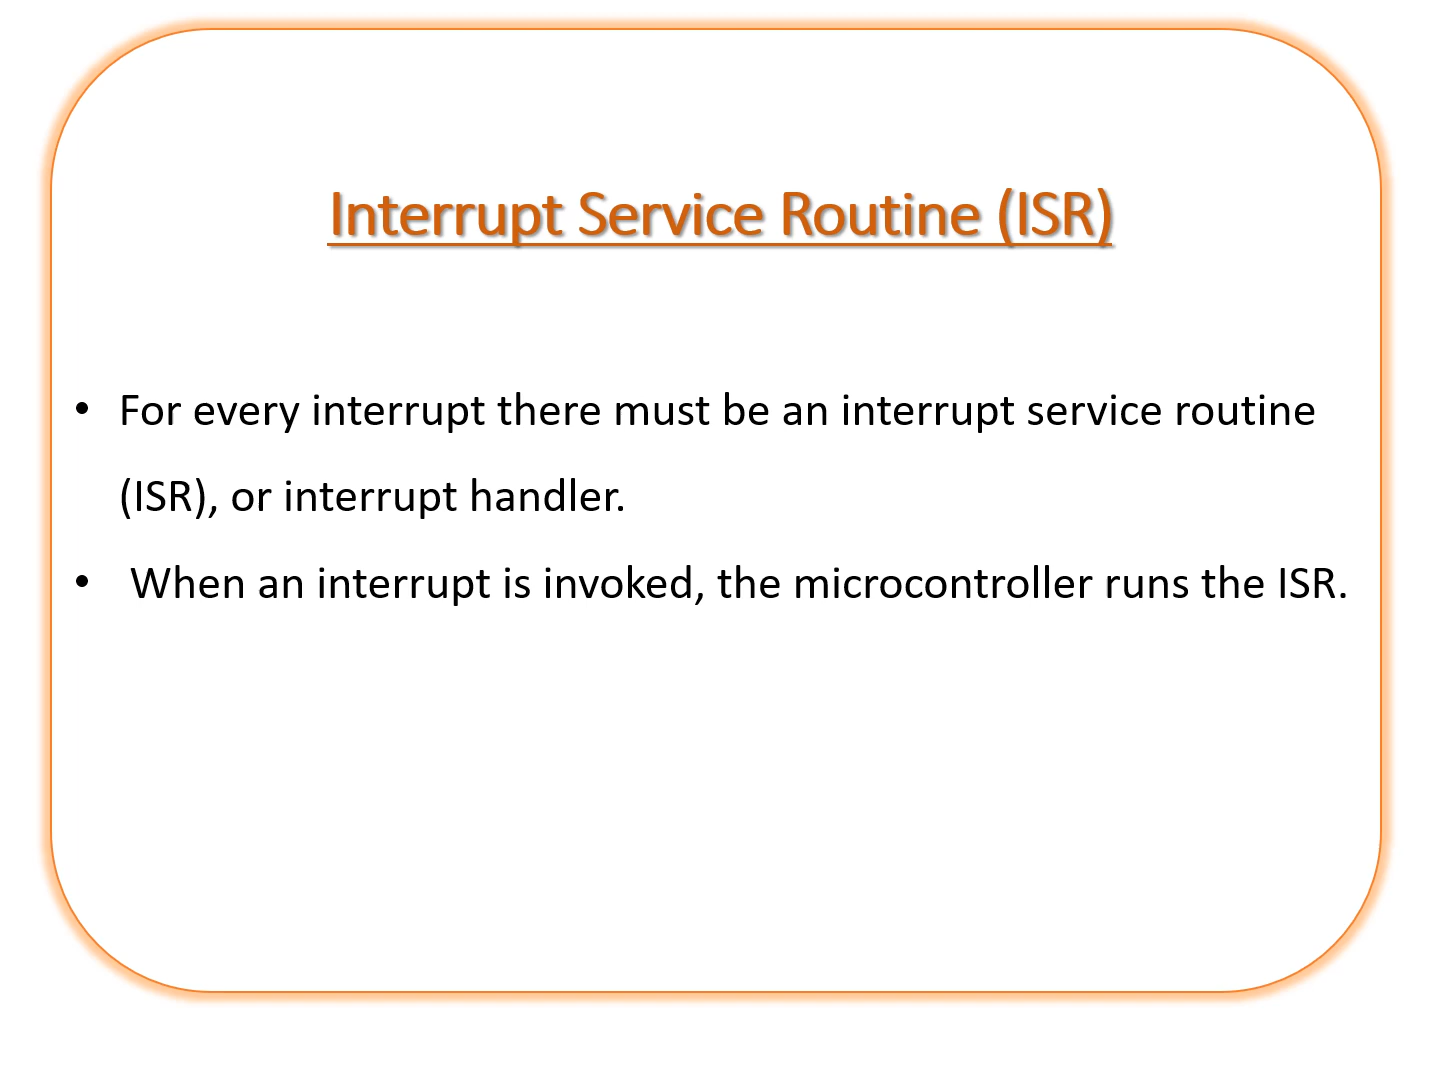 Interrupt Service Routine (ISR)
• For every interrupt there must be an interrupt service routine
(ISR), or interrupt handler.
• When an interrupt is invoked, the microcontroller runs the ISR.